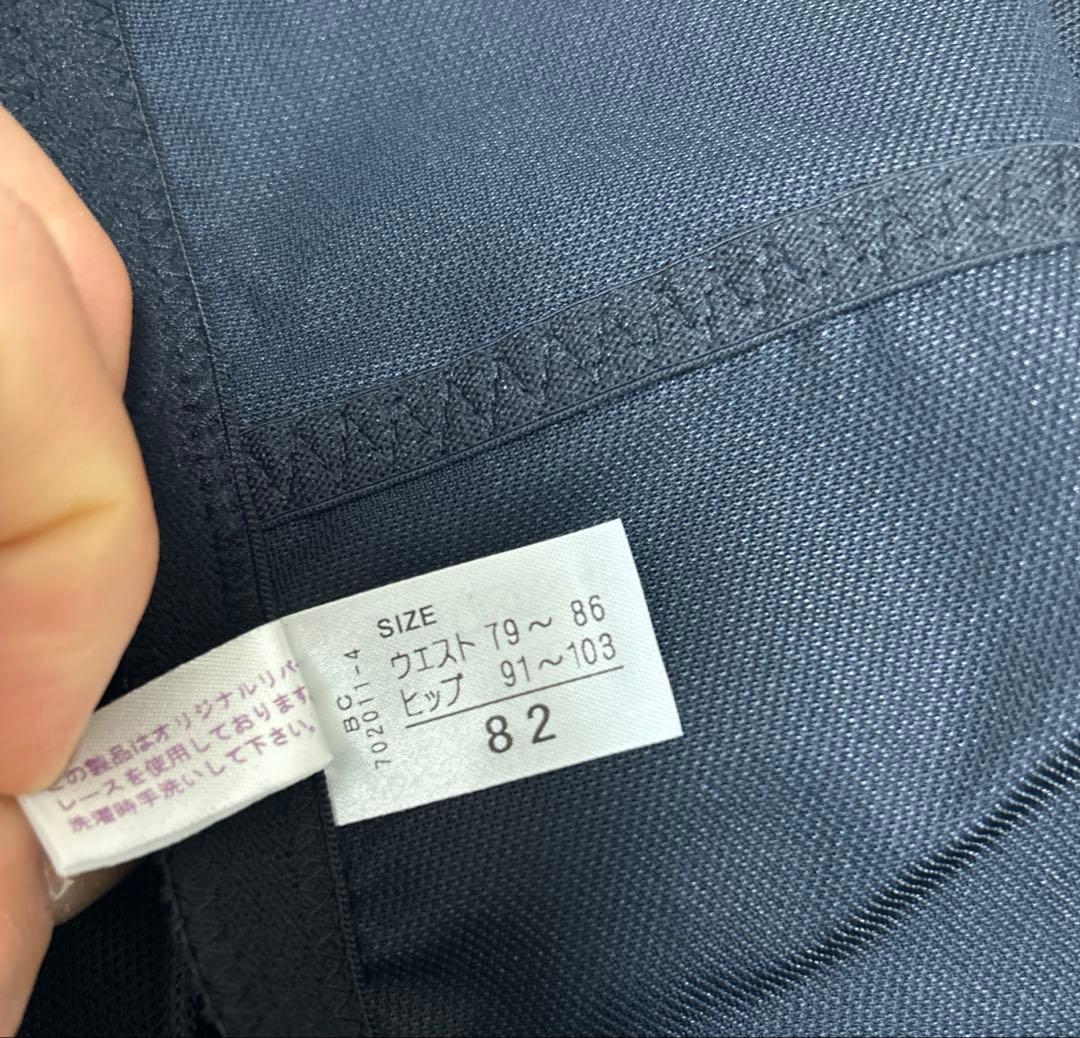 SIZE
ウエスト 79～86
ヒップ 91～103
82
BC
702011-4
の製品はオリジナルリバ
レースを使用しております
洗濯時手洗いして下さい。